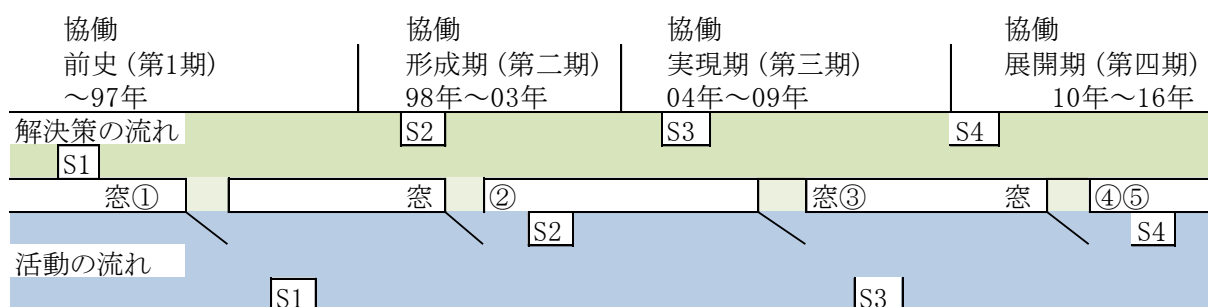 協働
前史（第1期）
～97年
協働
形成期（第二期）
98年～03年
協働
実現期（第三期）
04年～09年
協働
展開期（第四期）
10年～16年
解決策の流れ
S1
S2
S3
S4
窓①
窓
②
窓③
窓
④⑤
活動の流れ
S1
S2
S3
S4